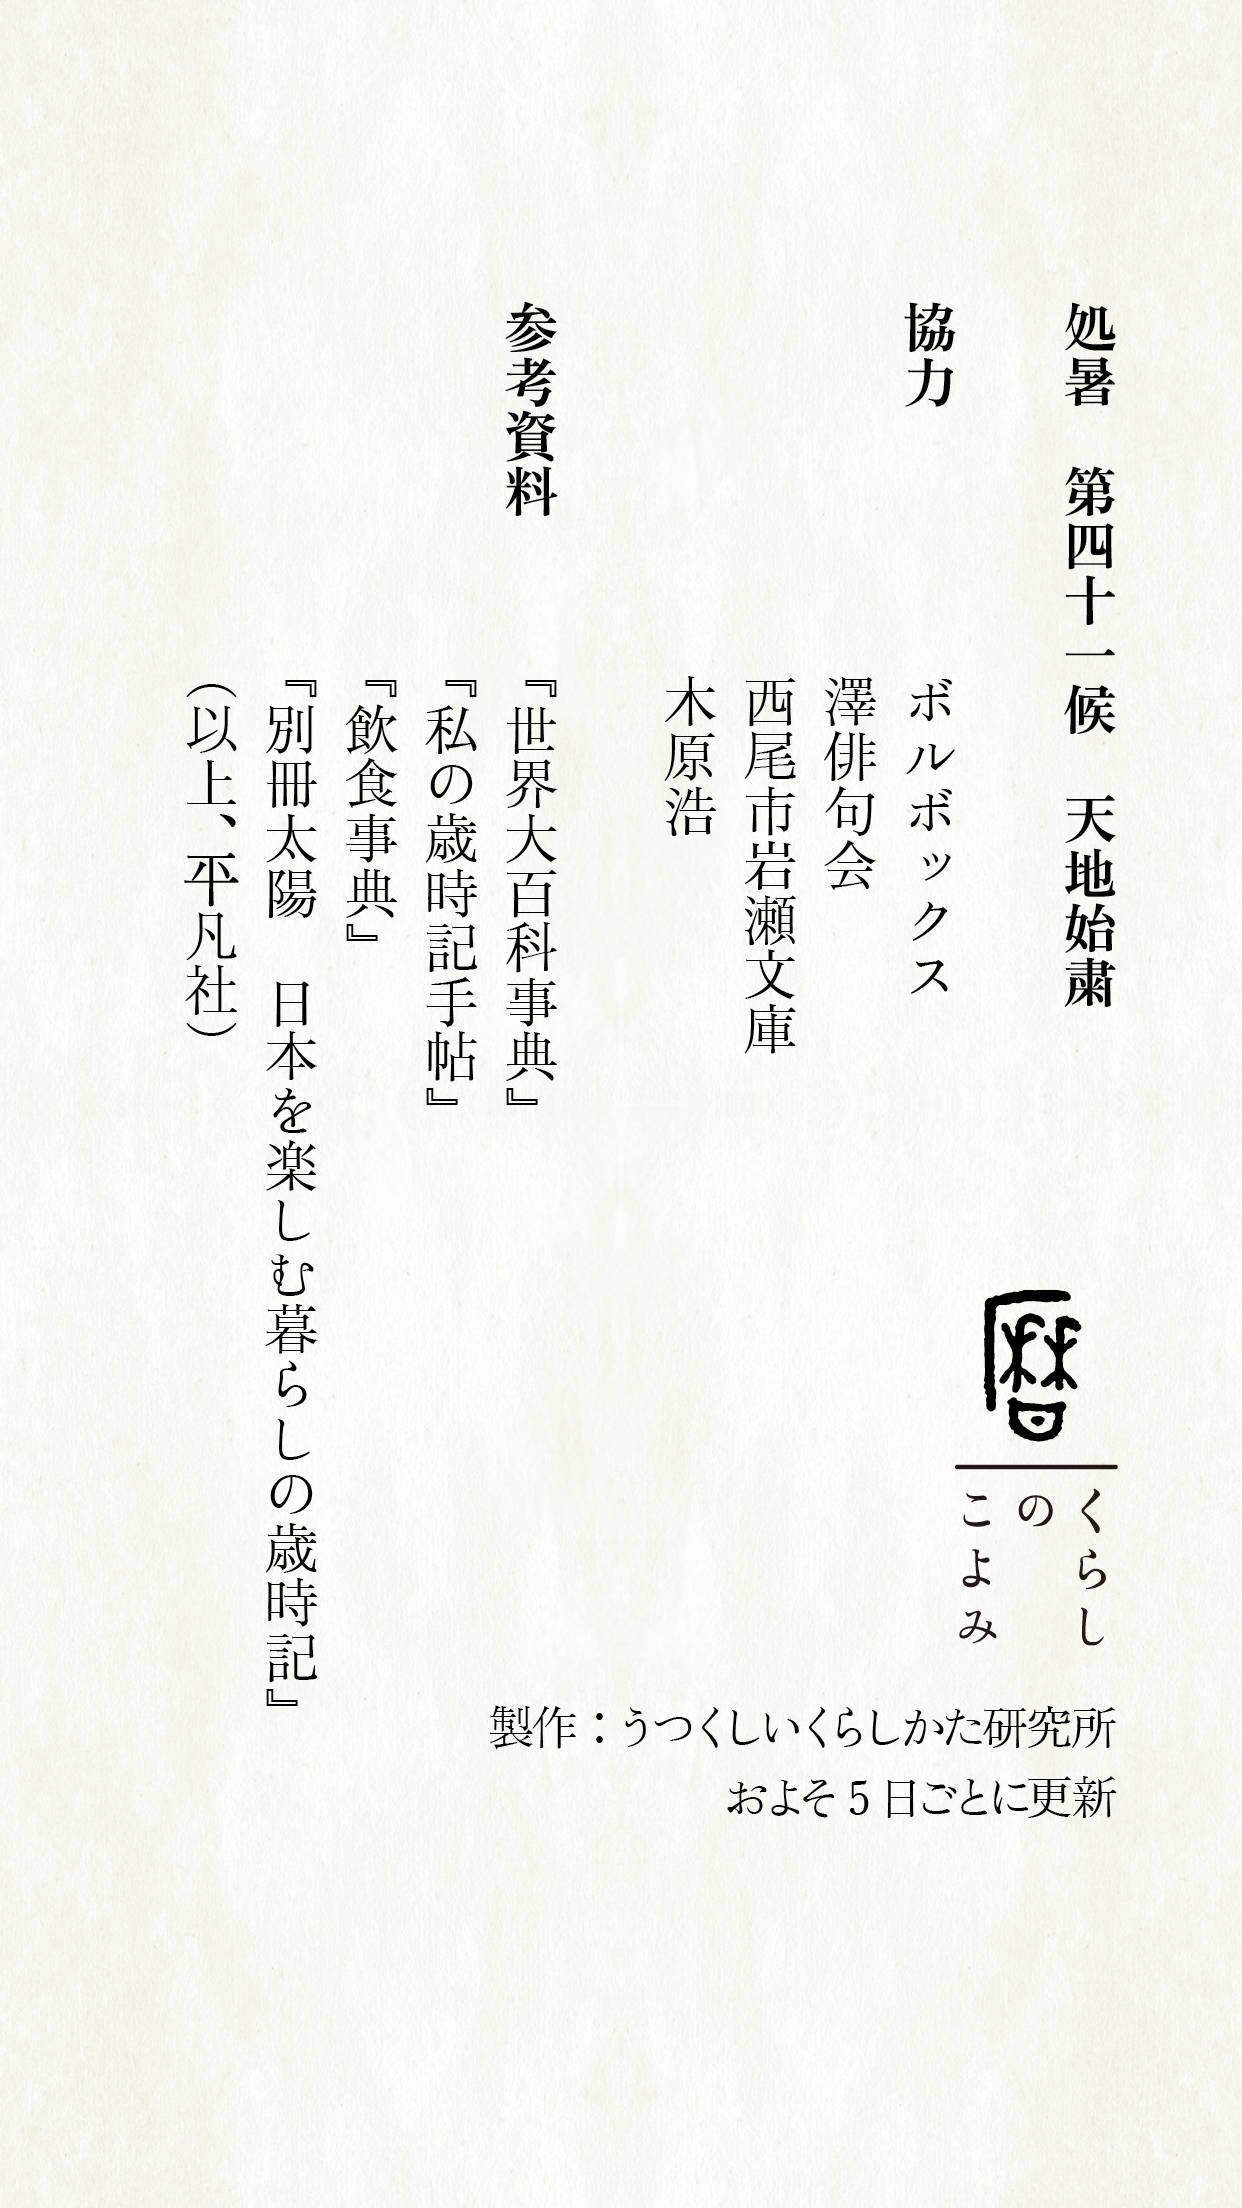 処暑　第四十一候　天地始粛
協力
ボルボックス
澤俳句会
西尾市岩瀬文庫
木原浩
参考資料
『世界大百科事典』
『私の歳時記手帖』
『飲食事典』
『別冊太陽　日本を楽しむ暮らしの歳時記』
（以上、平凡社）
暦
くらし
の
こよみ
製作：うつくしいくらしかた研究所
およそ5日ごとに更新